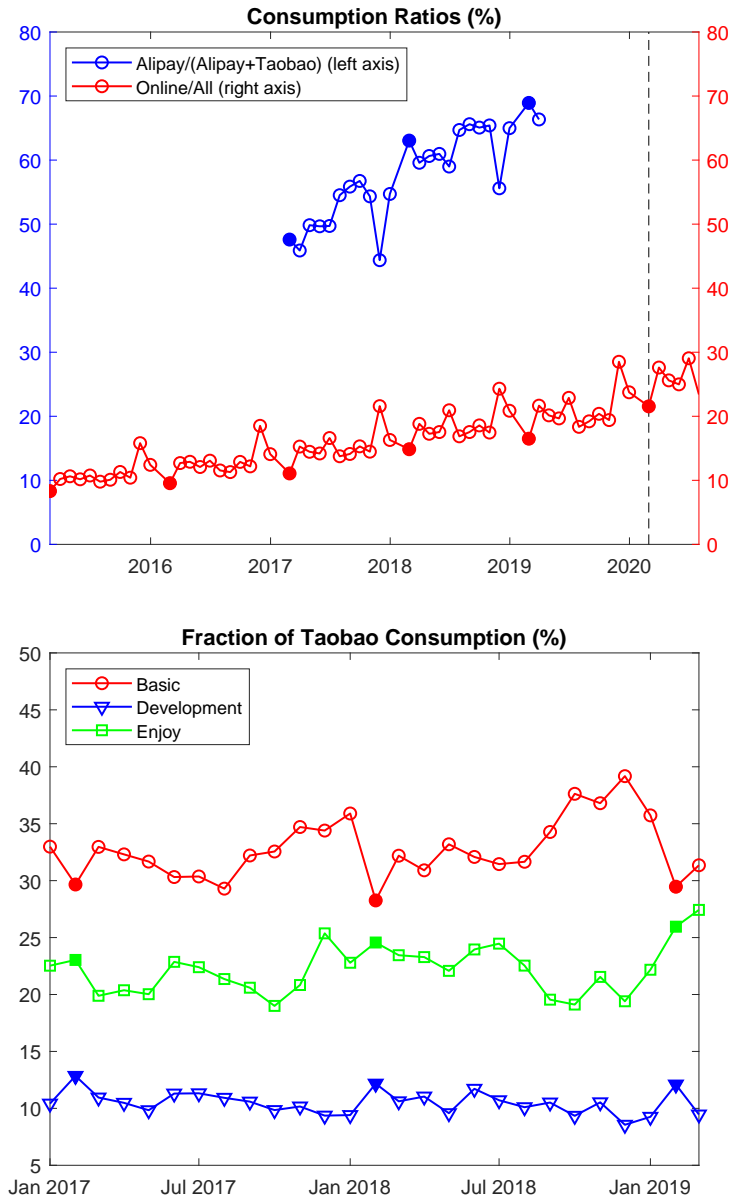 Consumption Ratios (%)
80 80
Alipay/(Alipay+Taobao) (left axis)
Online/All (right axis)
70 70
60 60
50 50
40 40
30 30
20 20
10 10
0 0
2016 2017 2018 2019 2020
Fraction of Taobao Consumption (%)
50
Basic
Development
Enjoy
45
40
35
30
25
20
15
10
5
Jan 2017 Jul 2017 Jan 2018 Jul 2018 Jan 2019